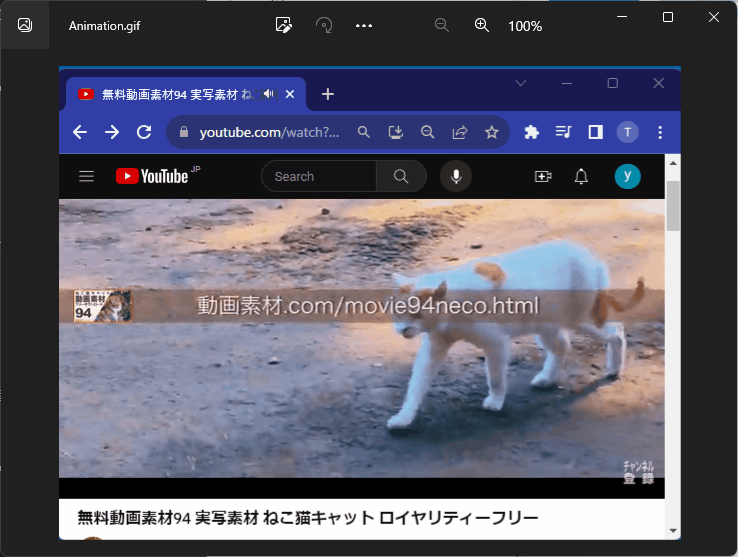 Animation.gif
100%
無料動画素材94 実写素材 ね
youtube.com/watch?...
T
YouTube JP
Search
y
動画素材
94
動画素材.com/movie94neco.html
チャンネル
登録
無料動画素材94 実写素材 ねこ猫キャット ロイヤリティーフリー